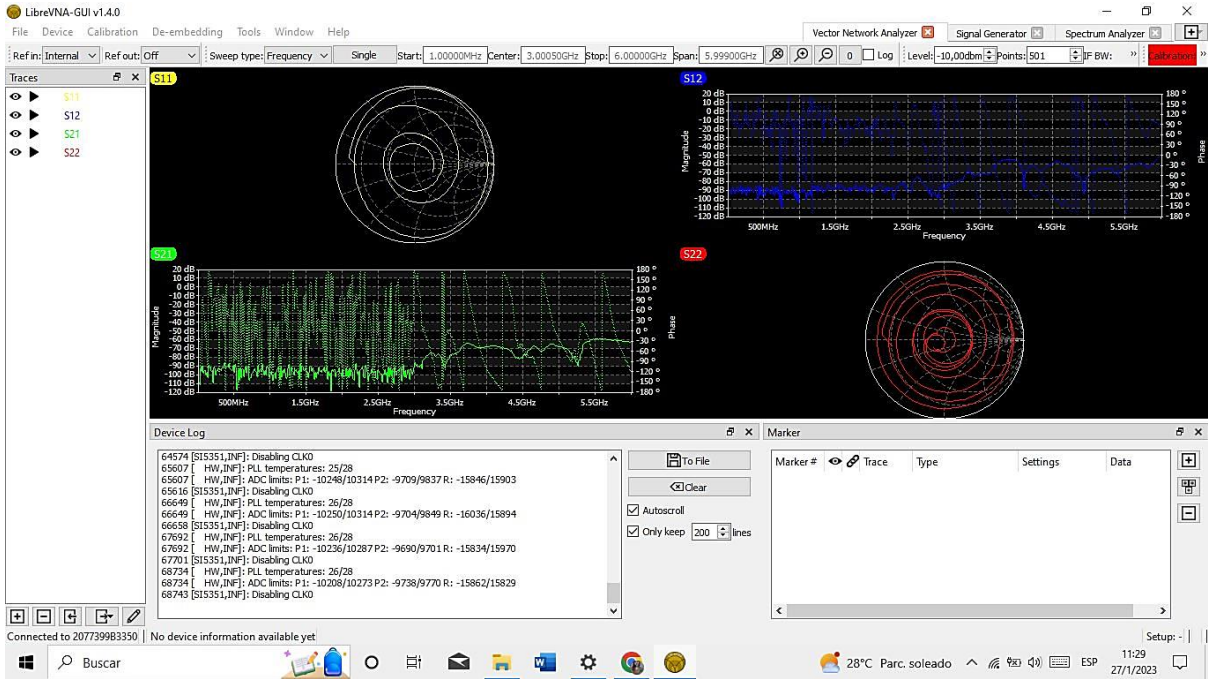 LibreVNA-GUI v1.4.0
File Device Calibration De-embedding Tools Window Help
Vector Network Analyzer Signal Generator Spectrum Analyzer
Ref in: Internal Ref out: Off Sweep type: Frequency Single Start: 1.00000MHz Center: 3.00050GHz Stop: 6.00000GHz Span: 5.99900GHz 0 Log Level: -10,00dbm Points: 501 IF BW: » Calibration: »
Traces
S11
S12
S21
S22
S11
S12
20 dB
10 dB
0 dB
-10 dB
-20 dB
-30 dB
-40 dB
-50 dB
-60 dB
-70 dB
-80 dB
-90 dB
-100 dB
-110 dB
-120 dB
Magnitude
180 °
150 °
120 °
90 °
60 °
30 °
0 °
-30 °
-60 °
-90 °
-120 °
-150 °
-180 °
Phase
500MHz 1.5GHz 2.5GHz 3.5GHz 4.5GHz 5.5GHz
Frequency
S21
20 dB
10 dB
0 dB
-10 dB
-20 dB
-30 dB
-40 dB
-50 dB
-60 dB
-70 dB
-80 dB
-90 dB
-100 dB
-110 dB
-120 dB
Magnitude
180 °
150 °
120 °
90 °
60 °
30 °
0 °
-30 °
-60 °
-90 °
-120 °
-150 °
-180 °
Phase
500MHz 1.5GHz 2.5GHz 3.5GHz 4.5GHz 5.5GHz
Frequency
S22
Device Log
64574 [SI5351,INF]: Disabling CLK0
65607 [ HW,INF]: PLL temperatures: 25/28
65607 [ HW,INF]: ADC limits: P1: -10248/10314 P2: -9709/9837 R: -15846/15903
65616 [SI5351,INF]: Disabling CLK0
66649 [ HW,INF]: PLL temperatures: 26/28
66649 [ HW,INF]: ADC limits: P1: -10250/10314 P2: -9704/9849 R: -16036/15894
66658 [SI5351,INF]: Disabling CLK0
67692 [ HW,INF]: PLL temperatures: 26/28
67692 [ HW,INF]: ADC limits: P1: -10236/10287 P2: -9690/9701 R: -15834/15970
67701 [SI5351,INF]: Disabling CLK0
68734 [ HW,INF]: PLL temperatures: 26/28
68734 [ HW,INF]: ADC limits: P1: -10208/10273 P2: -9738/9770 R: -15862/15829
68743 [SI5351,INF]: Disabling CLK0
To File
Clear
Autoscroll
Only keep 200 lines
Marker
Marker # Trace Type Settings Data
Connected to 2077399B3350 No device information available yet Setup: -
Buscar
28°C Parc. soleado ESP 11:29
27/1/2023